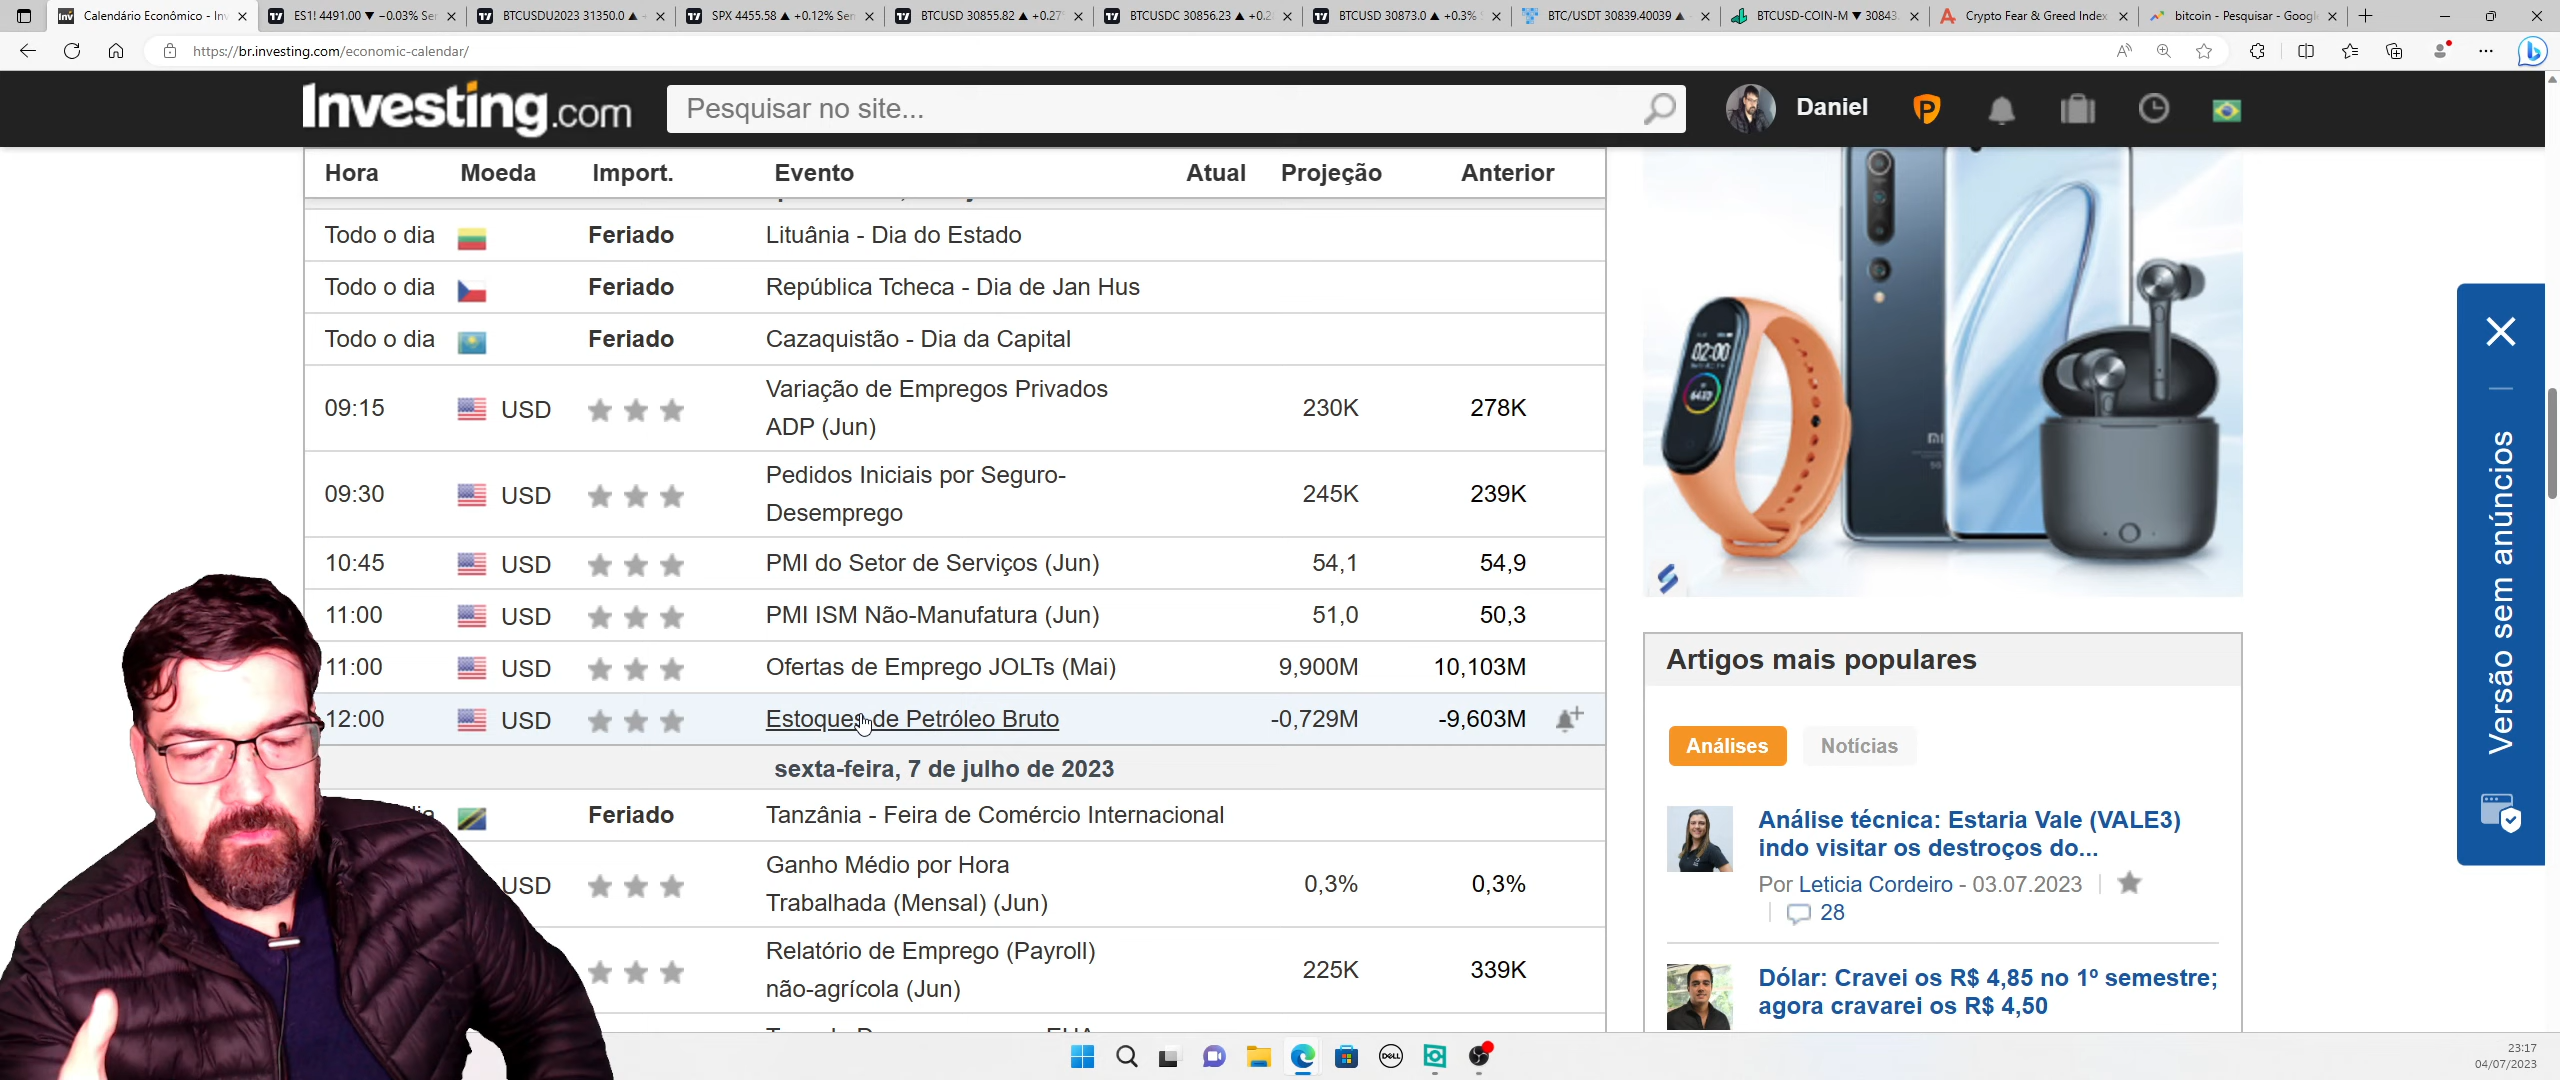 Calendário Econômico - Inv
ES1! 4491.00 ▼ −0.03% Ser
BTCUSDU2023 31350.0 ▲
SPX 4455.58 ▲ +0.12% Sen
BTCUSD 30855.82 ▲ +0.27
BTCUSDC 30856.23 ▲ +0.2
BTCUSD 30873.0 ▲ +0.3%
BTC/USDT 30839.40039 ▲
BTCUSD-COIN-M ▼ 30843
Crypto Fear & Greed Index
bitcoin - Pesquisar - Googl
https://br.investing.com/economic-calendar/
Investing.com
Pesquisar no site...
Daniel
Hora Moeda Import. Evento Atual Projeção Anterior
Todo o dia Feriado Lituânia - Dia do Estado
Todo o dia Feriado República Tcheca - Dia de Jan Hus
Todo o dia Feriado Cazaquistão - Dia da Capital
09:15 USD Variação de Empregos Privados 230K 278K
ADP (Jun)
09:30 USD Pedidos Iniciais por Seguro- 245K 239K
Desemprego
10:45 USD PMI do Setor de Serviços (Jun) 54,1 54,9
11:00 USD PMI ISM Não-Manufatura (Jun) 51,0 50,3
11:00 USD Ofertas de Emprego JOLTs (Mai) 9,900M 10,103M
12:00 USD Estoques de Petróleo Bruto -0,729M -9,603M
sexta-feira, 7 de julho de 2023
Feriado Tanzânia - Feira de Comércio Internacional
USD Ganho Médio por Hora 0,3% 0,3%
Trabalhada (Mensal) (Jun)
Relatório de Emprego (Payroll) 225K 339K
não-agrícola (Jun)
02:00
Versão sem anúncios
Artigos mais populares
Análises Notícias
Análise técnica: Estaria Vale (VALE3)
indo visitar os destroços do...
Por Leticia Cordeiro - 03.07.2023
28
Dólar: Cravei os R$ 4,85 no 1º semestre;
agora cravarei os R$ 4,50
DELL
23:17
04/07/2023